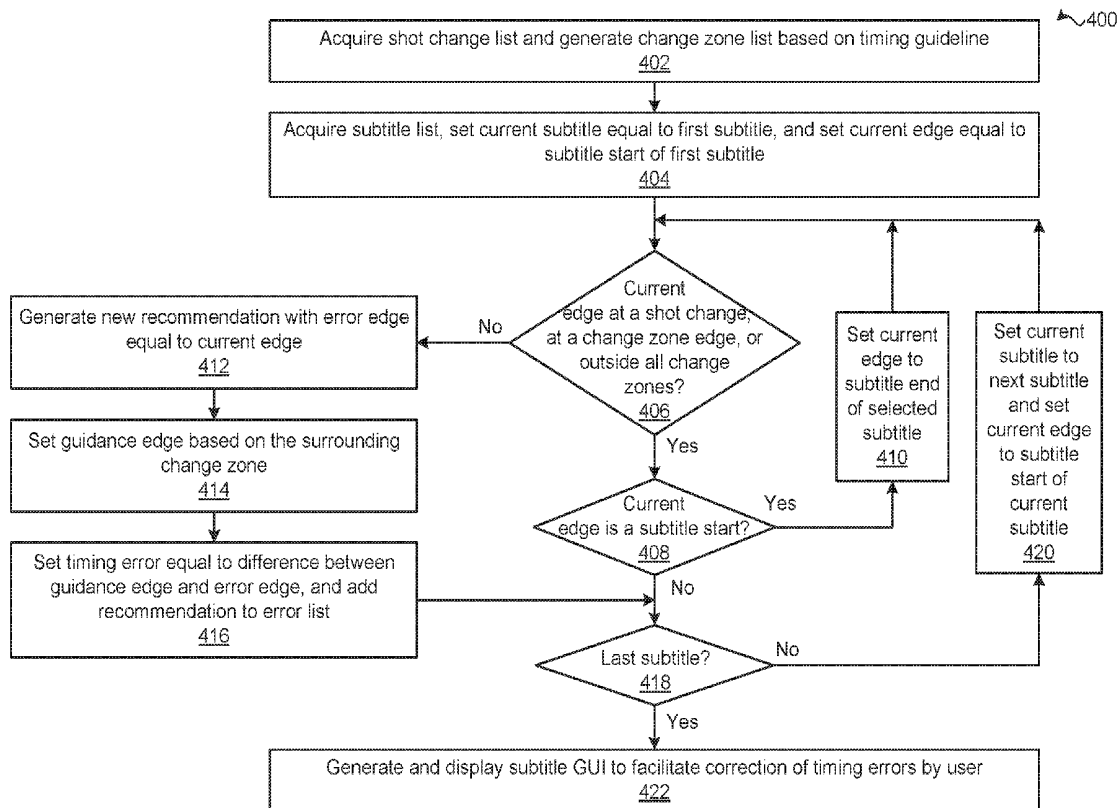 400
Acquire shot change list and generate change zone list based on timing guideline
402
Acquire subtitle list, set current subtitle equal to first subtitle, and set current edge equal to
subtitle start of first subtitle
404
Current
edge at a shot change,
at a change zone edge, or
outside all change
zones?
406
No
Yes
Generate new recommendation with error edge
equal to current edge
412
Set guidance edge based on the surrounding
change zone
414
Set timing error equal to difference between
guidance edge and error edge, and add
recommendation to error list
416
Current
edge is a subtitle start?
408
Yes
No
Set current
edge to
subtitle end
of selected
subtitle
410
Set current
subtitle to
next subtitle
and set
current edge
to subtitle
start of
current
subtitle
420
Last subtitle?
418
No
Yes
Generate and display subtitle GUI to facilitate correction of timing errors by user
422